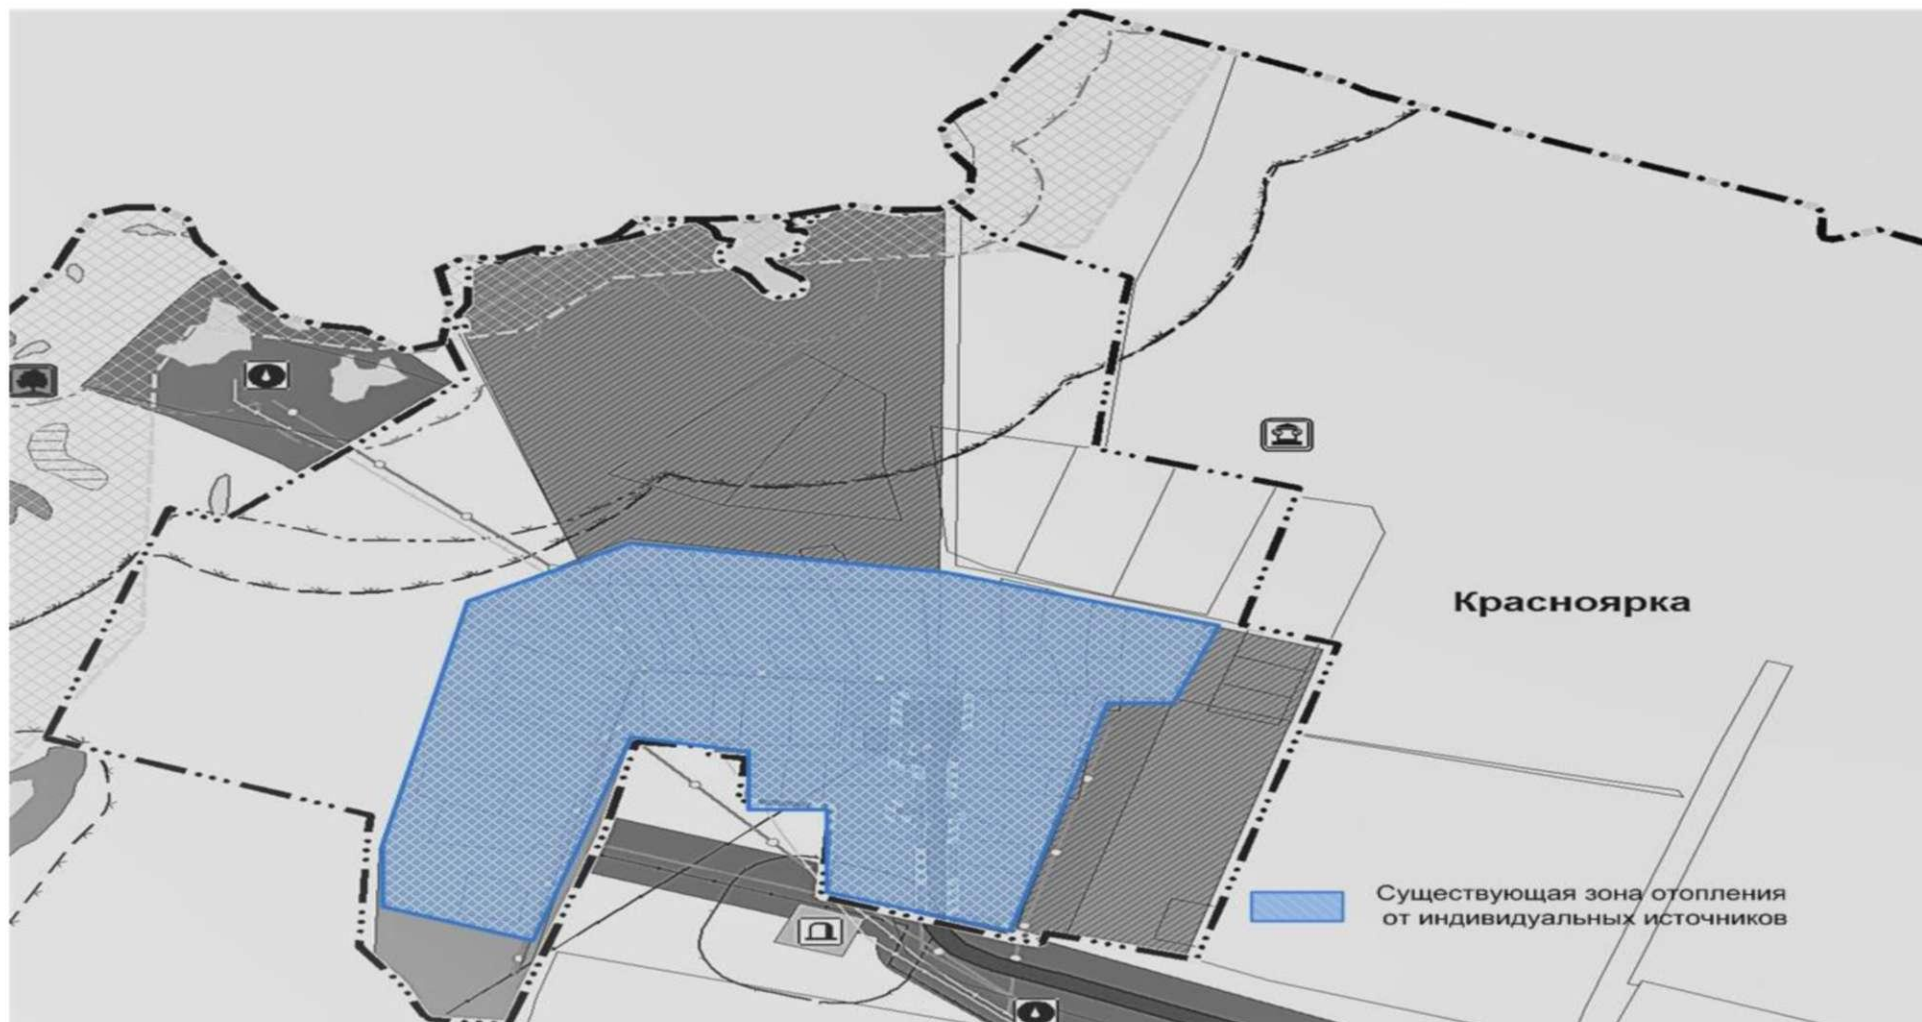 Красноярка
Существующая зона отопления
от индивидуальных источников